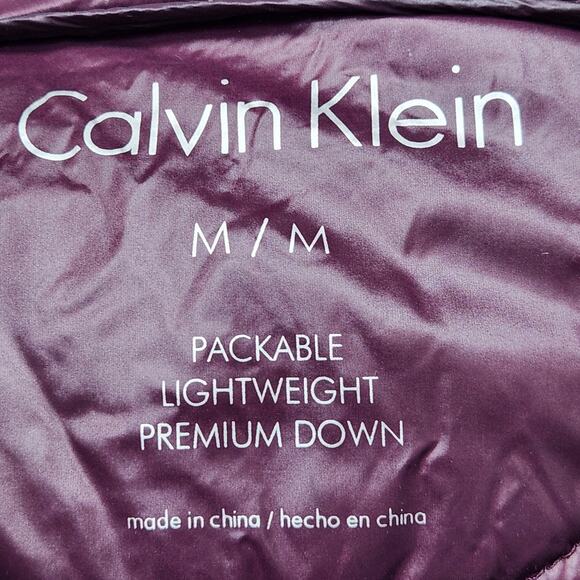 Calvin Klein
M / M
PACKABLE
LIGHTWEIGHT
PREMIUM DOWN
made in china / hecho en china